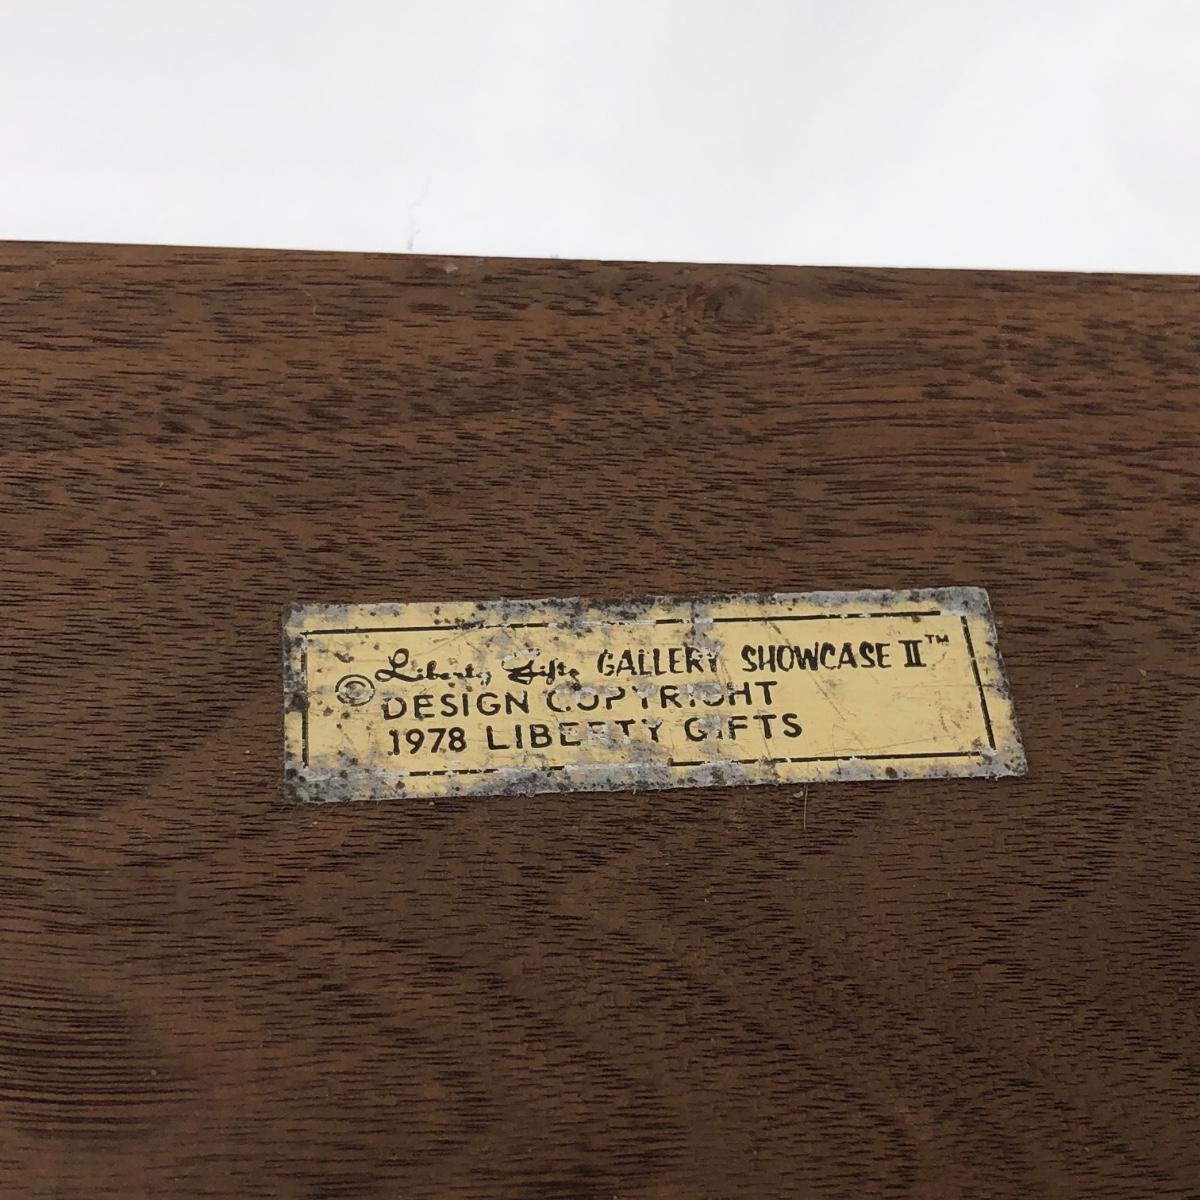 Liberty Gifts GALLERY SHOWCASE II™
© DESIGN COPYRIGHT
1978 LIBERTY GIFTS